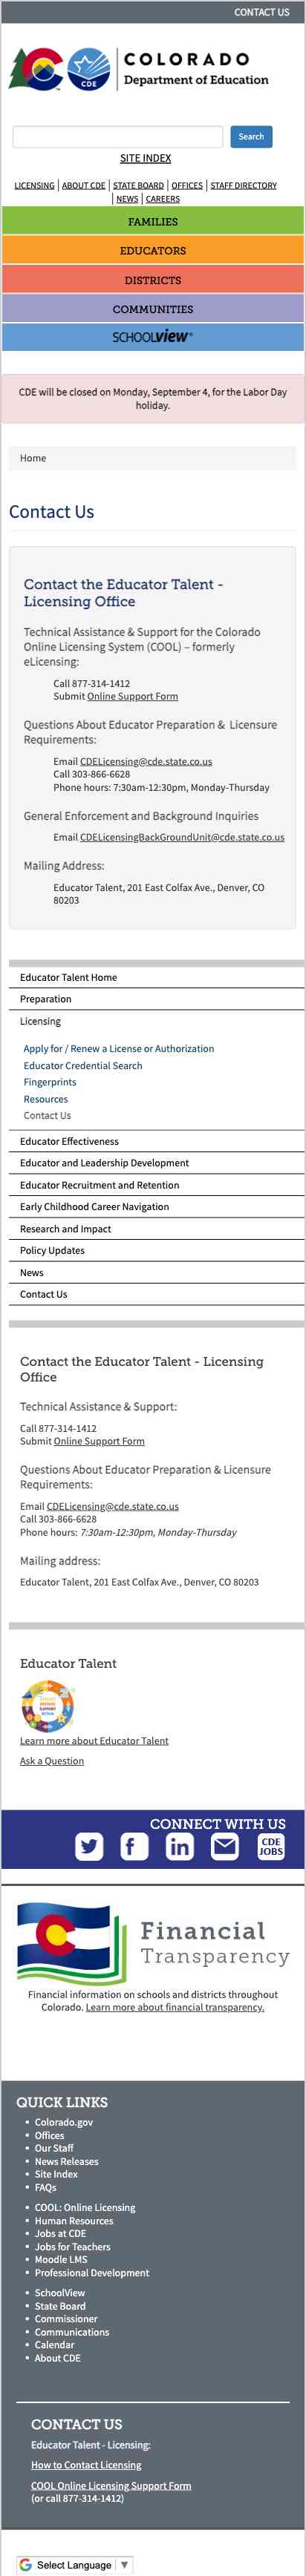 CONTACT US
COLORADO
Department of Education
CDE
Search
SITE INDEX
LICENSING | ABOUT CDE | STATE BOARD | OFFICES | STAFF DIRECTORY
| NEWS | CAREERS
FAMILIES
EDUCATORS
DISTRICTS
COMMUNITIES
SCHOOLVIEW®
CDE will be closed on Monday, September 4, for the Labor Day
holiday.
Home
Contact Us
Contact the Educator Talent -
Licensing Office
Technical Assistance & Support for the Colorado
Online Licensing System (COOL) – formerly
eLicensing:
Call 877-314-1412
Submit Online Support Form
Questions About Educator Preparation & Licensure
Requirements:
Email CDELicensing@cde.state.co.us
Call 303-866-6628
Phone hours: 7:30am-12:30pm, Monday-Thursday
General Enforcement and Background Inquiries
Email CDELicensingBackGroundUnit@cde.state.co.us
Mailing Address:
Educator Talent, 201 East Colfax Ave., Denver, CO
80203
Educator Talent Home
Preparation
Licensing
Apply for / Renew a License or Authorization
Educator Credential Search
Fingerprints
Resources
Contact Us
Educator Effectiveness
Educator and Leadership Development
Educator Recruitment and Retention
Early Childhood Career Navigation
Research and Impact
Policy Updates
News
Contact Us
Contact the Educator Talent - Licensing
Office
Technical Assistance & Support:
Call 877-314-1412
Submit Online Support Form
Questions About Educator Preparation & Licensure
Requirements:
Email CDELicensing@cde.state.co.us
Call 303-866-6628
Phone hours: 7:30am-12:30pm, Monday-Thursday
Mailing address:
Educator Talent, 201 East Colfax Ave., Denver, CO 80203
Educator Talent
Learn more about Educator Talent
Ask a Question
CONNECT WITH US
CDE
JOBS
Financial
Transparency
Financial information on schools and districts throughout
Colorado. Learn more about financial transparency.
QUICK LINKS
• Colorado.gov
• Offices
• Our Staff
• News Releases
• Site Index
• FAQs
• COOL: Online Licensing
• Human Resources
• Jobs at CDE
• Jobs for Teachers
• Moodle LMS
• Professional Development
• SchoolView
• State Board
• Commissioner
• Communications
• Calendar
• About CDE
CONTACT US
Educator Talent - Licensing:
How to Contact Licensing
COOL Online Licensing Support Form
(or call 877-314-1412)
Select Language ▼